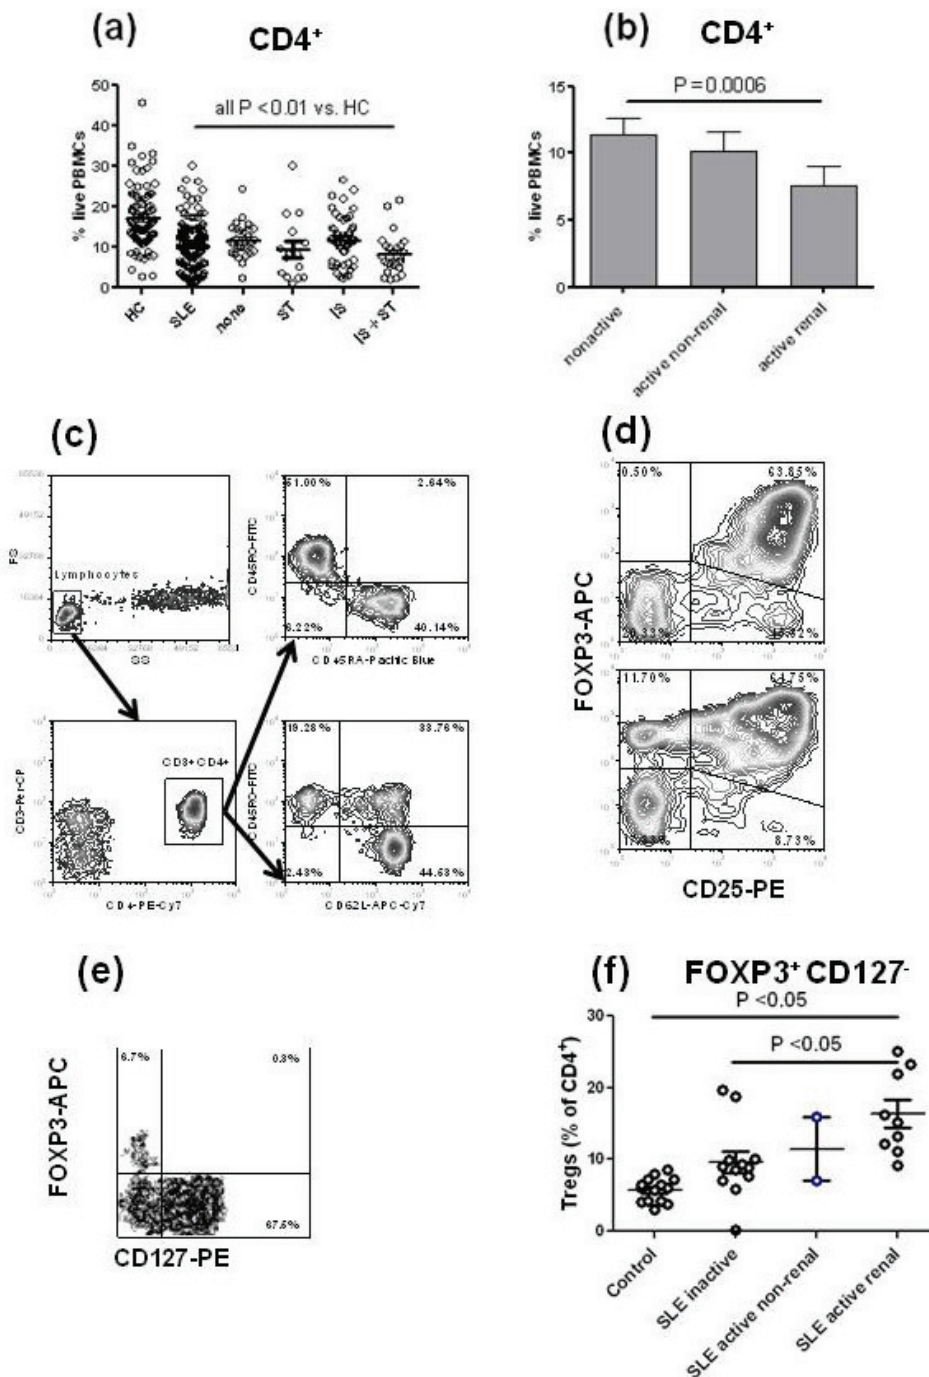 (a)
CD4⁺
all P <0.01 vs. HC
% live PBMCs
50
40
30
20
10
0
HC
SLE
none
ST
IS
IS + ST
(b)
CD4⁺
P=0.0006
% live PBMCs
15
10
5
0
nonactive
active non-renal
active renal
(c)
FS
Lymphocytes
SS
51.00%
2.64%
CD45RO-FITC
6.22%
40.14%
CD45RA-Pacific Blue
CD3-Per-CP
CD3+ CD4+
CD4-PE-Cy7
19.28%
33.76%
CD45RO-FITC
2.43%
44.53%
CD62L-APC-Cy7
(d)
0.50%
63.85%
FOXP3-APC
11.70%
61.75%
8.73%
CD25-PE
(e)
6.7%
0.3%
FOXP3-APC
67.5%
CD127-PE
(f)
FOXP3⁺ CD127⁻
P <0.05
P <0.05
Tregs (% of CD4⁺)
30
20
10
0
Control
SLE inactive
SLE active non-renal
SLE active renal